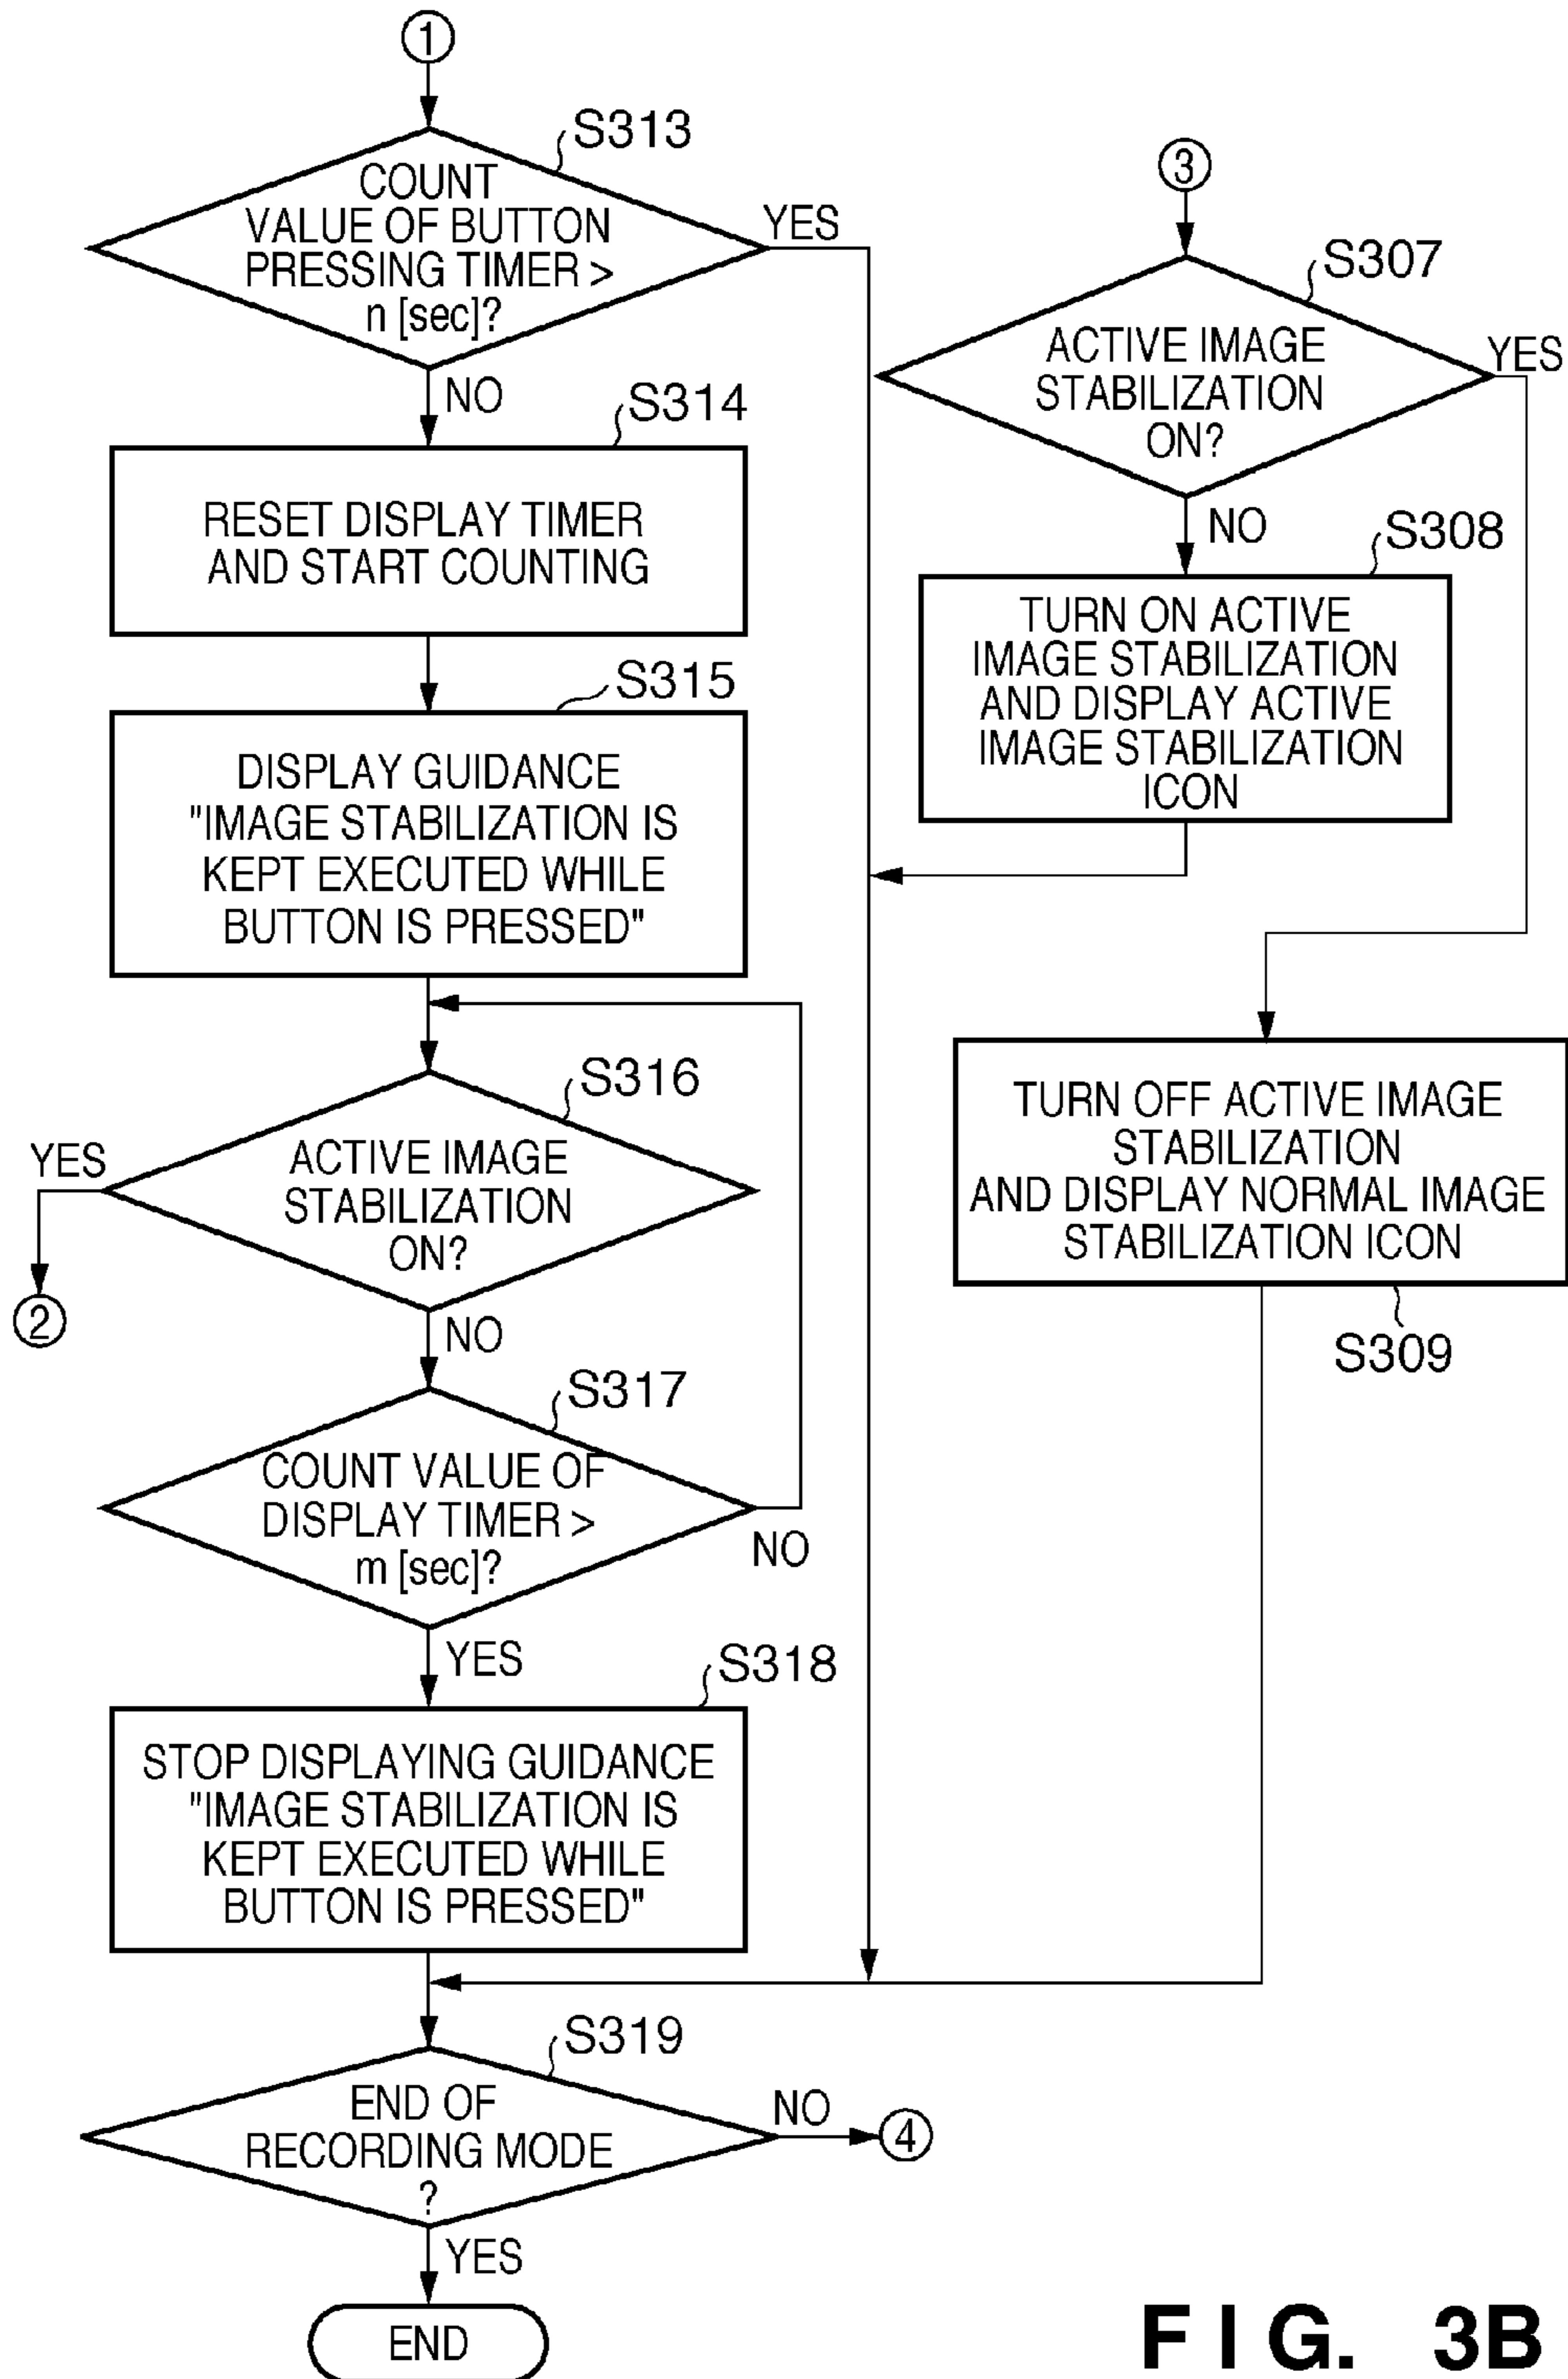 1
S313
COUNT
VALUE OF BUTTON
PRESSING TIMER >
n [sec]?
YES
NO
S314
RESET DISPLAY TIMER
AND START COUNTING
S315
DISPLAY GUIDANCE
"IMAGE STABILIZATION IS
KEPT EXECUTED WHILE
BUTTON IS PRESSED"
S316
ACTIVE IMAGE
STABILIZATION
ON?
YES
2
NO
S317
COUNT VALUE OF
DISPLAY TIMER >
m [sec]?
NO
YES
S318
STOP DISPLAYING GUIDANCE
"IMAGE STABILIZATION IS
KEPT EXECUTED WHILE
BUTTON IS PRESSED"
S319
END OF
RECORDING MODE
?
NO
4
YES
END
3
S307
ACTIVE IMAGE
STABILIZATION
ON?
YES
NO
S308
TURN ON ACTIVE
IMAGE STABILIZATION
AND DISPLAY ACTIVE
IMAGE STABILIZATION
ICON
TURN OFF ACTIVE IMAGE
STABILIZATION
AND DISPLAY NORMAL IMAGE
STABILIZATION ICON
S309
FIG. 3B